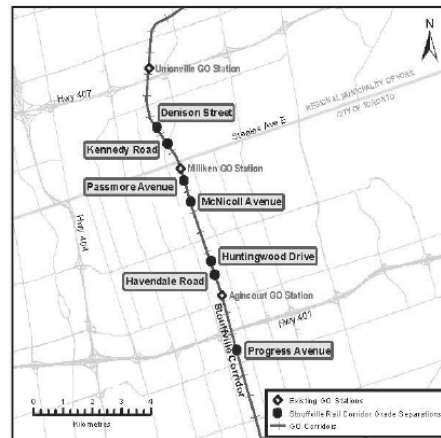 N
Unionville GO Station
Hwy 407
Denison Street
REGIONAL MUNICIPALITY OF YORK
CITY OF TORONTO
Steeles Ave E
Kennedy Road
Milliken GO Station
Passmore Avenue
McNicoll Avenue
Hwy 404
Huntingwood Drive
Havendale Road
Agincourt GO Station
Stouffville Corridor
Hwy 401
Progress Avenue
0 1 2 4
Kilometres
Existing GO Stations
Stouffville Rail Corridor Grade Separations
GO Corridors